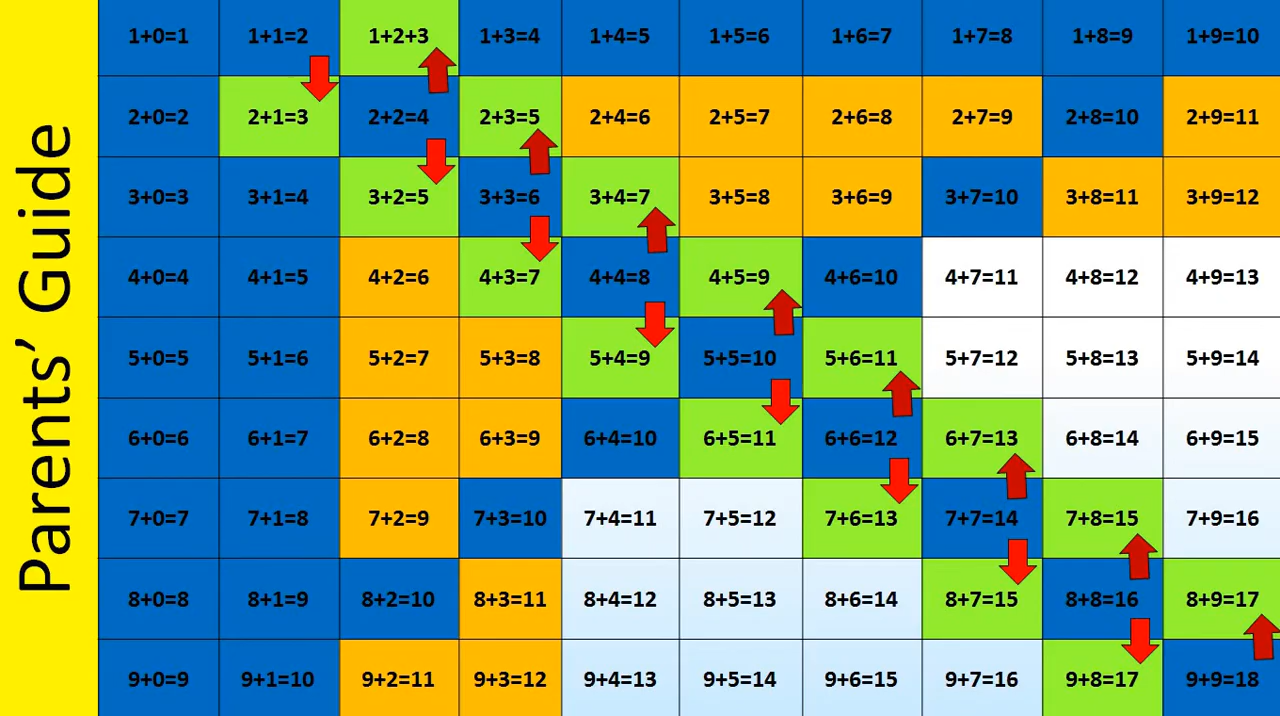 Parents’ Guide
1+0=1 1+1=2 1+2+3 1+3=4 1+4=5 1+5=6 1+6=7 1+7=8 1+8=9 1+9=10
2+0=2 2+1=3 2+2=4 2+3=5 2+4=6 2+5=7 2+6=8 2+7=9 2+8=10 2+9=11
3+0=3 3+1=4 3+2=5 3+3=6 3+4=7 3+5=8 3+6=9 3+7=10 3+8=11 3+9=12
4+0=4 4+1=5 4+2=6 4+3=7 4+4=8 4+5=9 4+6=10 4+7=11 4+8=12 4+9=13
5+0=5 5+1=6 5+2=7 5+3=8 5+4=9 5+5=10 5+6=11 5+7=12 5+8=13 5+9=14
6+0=6 6+1=7 6+2=8 6+3=9 6+4=10 6+5=11 6+6=12 6+7=13 6+8=14 6+9=15
7+0=7 7+1=8 7+2=9 7+3=10 7+4=11 7+5=12 7+6=13 7+7=14 7+8=15 7+9=16
8+0=8 8+1=9 8+2=10 8+3=11 8+4=12 8+5=13 8+6=14 8+7=15 8+8=16 8+9=17
9+0=9 9+1=10 9+2=11 9+3=12 9+4=13 9+5=14 9+6=15 9+7=16 9+8=17 9+9=18